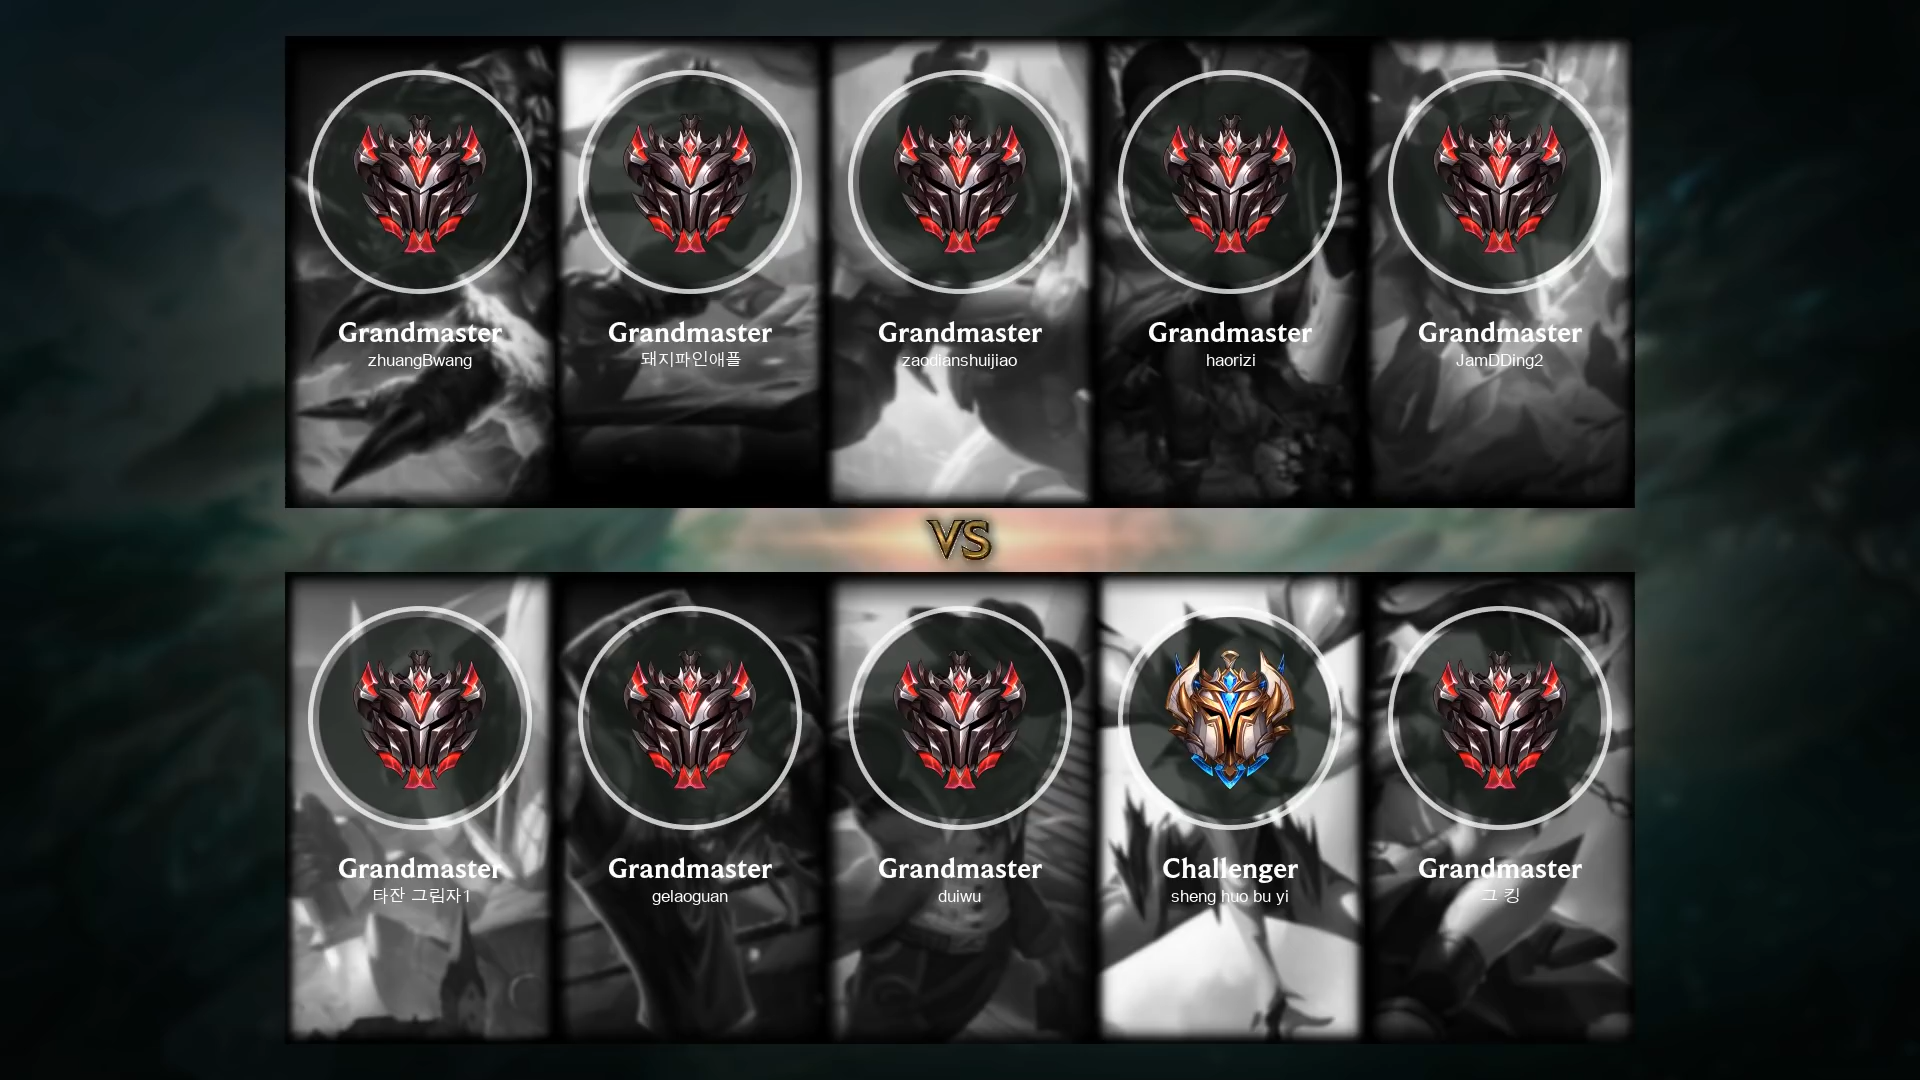 Grandmaster
zhuangBwang
Grandmaster
돼지파인애플
Grandmaster
zaodianshuijiao
Grandmaster
haorizi
Grandmaster
JamDDing2
VS
Grandmaster
타잔 그림자1
Grandmaster
gelaoguan
Grandmaster
duiwu
Challenger
sheng huo bu yi
Grandmaster
그 킹